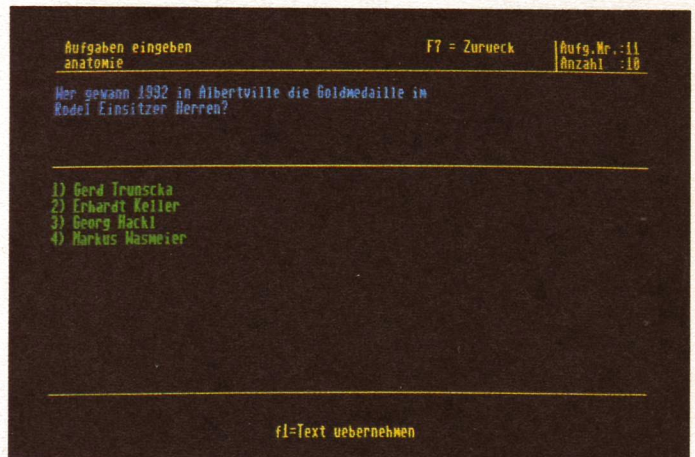 Aufgaben eingeben F7 = Zurueck Aufg.Nr.:11
anatomie Anzahl :10
Wer gewann 1992 in Albertville die Goldmedaille im
Rodel Einsitzer Herren?
1) Gerd Trunscka
2) Erhardt Keller
3) Georg Hackl
4) Markus Wasmeier
f1=Text uebernehmen